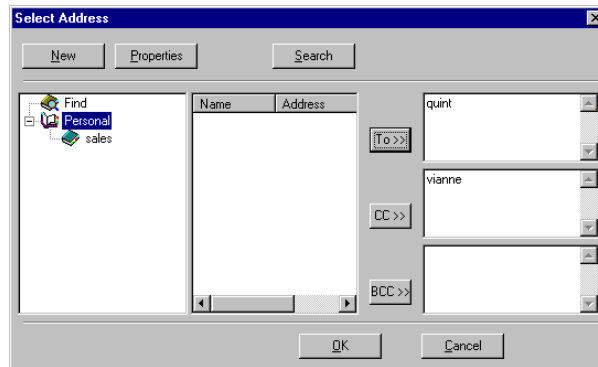 Select Address
New Properties Search
Find
Personal
sales
Name Address
To>>
quint
CC >>
vianne
BCC >>
OK Cancel